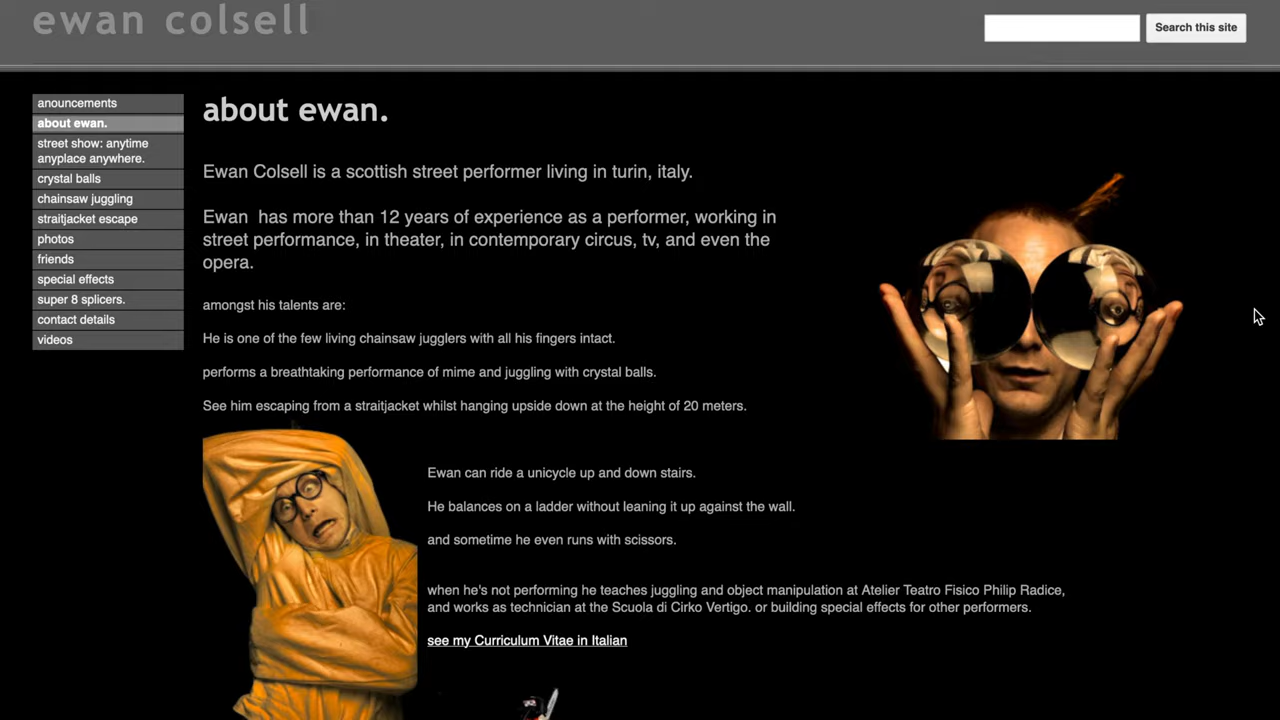 ewan colsell
Search this site
anouncements
about ewan.
street show: anytime
anyplace anywhere.
crystal balls
chainsaw juggling
straitjacket escape
photos
friends
special effects
super 8 splicers.
contact details
videos
about ewan.
Ewan Colsell is a scottish street performer living in turin, italy.
Ewan has more than 12 years of experience as a performer, working in
street performance, in theater, in contemporary circus, tv, and even the
opera.
amongst his talents are:
He is one of the few living chainsaw jugglers with all his fingers intact.
performs a breathtaking performance of mime and juggling with crystal balls.
See him escaping from a straitjacket whilst hanging upside down at the height of 20 meters.
Ewan can ride a unicycle up and down stairs.
He balances on a ladder without leaning it up against the wall.
and sometime he even runs with scissors.
when he's not performing he teaches juggling and object manipulation at Atelier Teatro Fisico Philip Radice,
and works as technician at the Scuola di Cirko Vertigo. or building special effects for other performers.
see my Curriculum Vitae in Italian